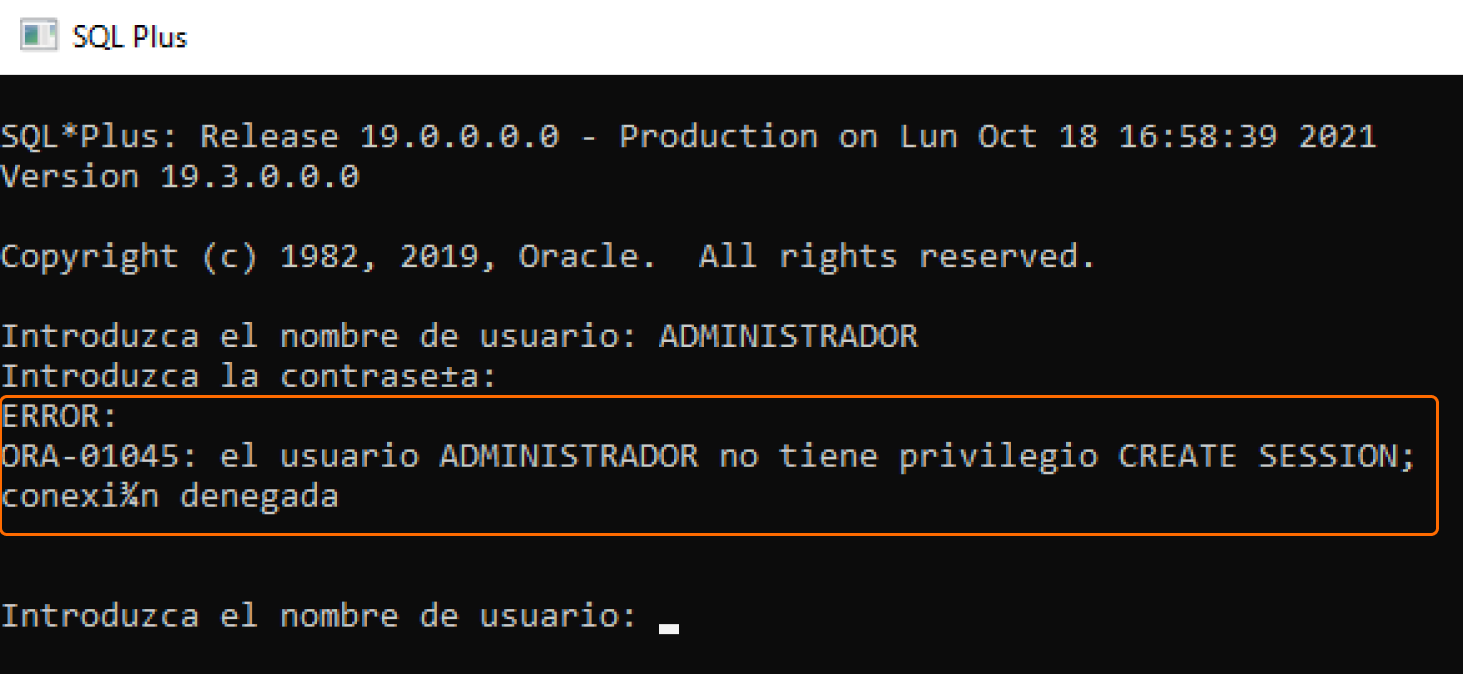 SQL Plus
SQL*Plus: Release 19.0.0.0.0 - Production on Lun Oct 18 16:58:39 2021
Version 19.3.0.0.0
Copyright (c) 1982, 2019, Oracle.  All rights reserved.
Introduzca el nombre de usuario: ADMINISTRADOR
Introduzca la contrase±a:
ERROR:
ORA-01045: el usuario ADMINISTRADOR no tiene privilegio CREATE SESSION;
conexi¾n denegada
Introduzca el nombre de usuario: